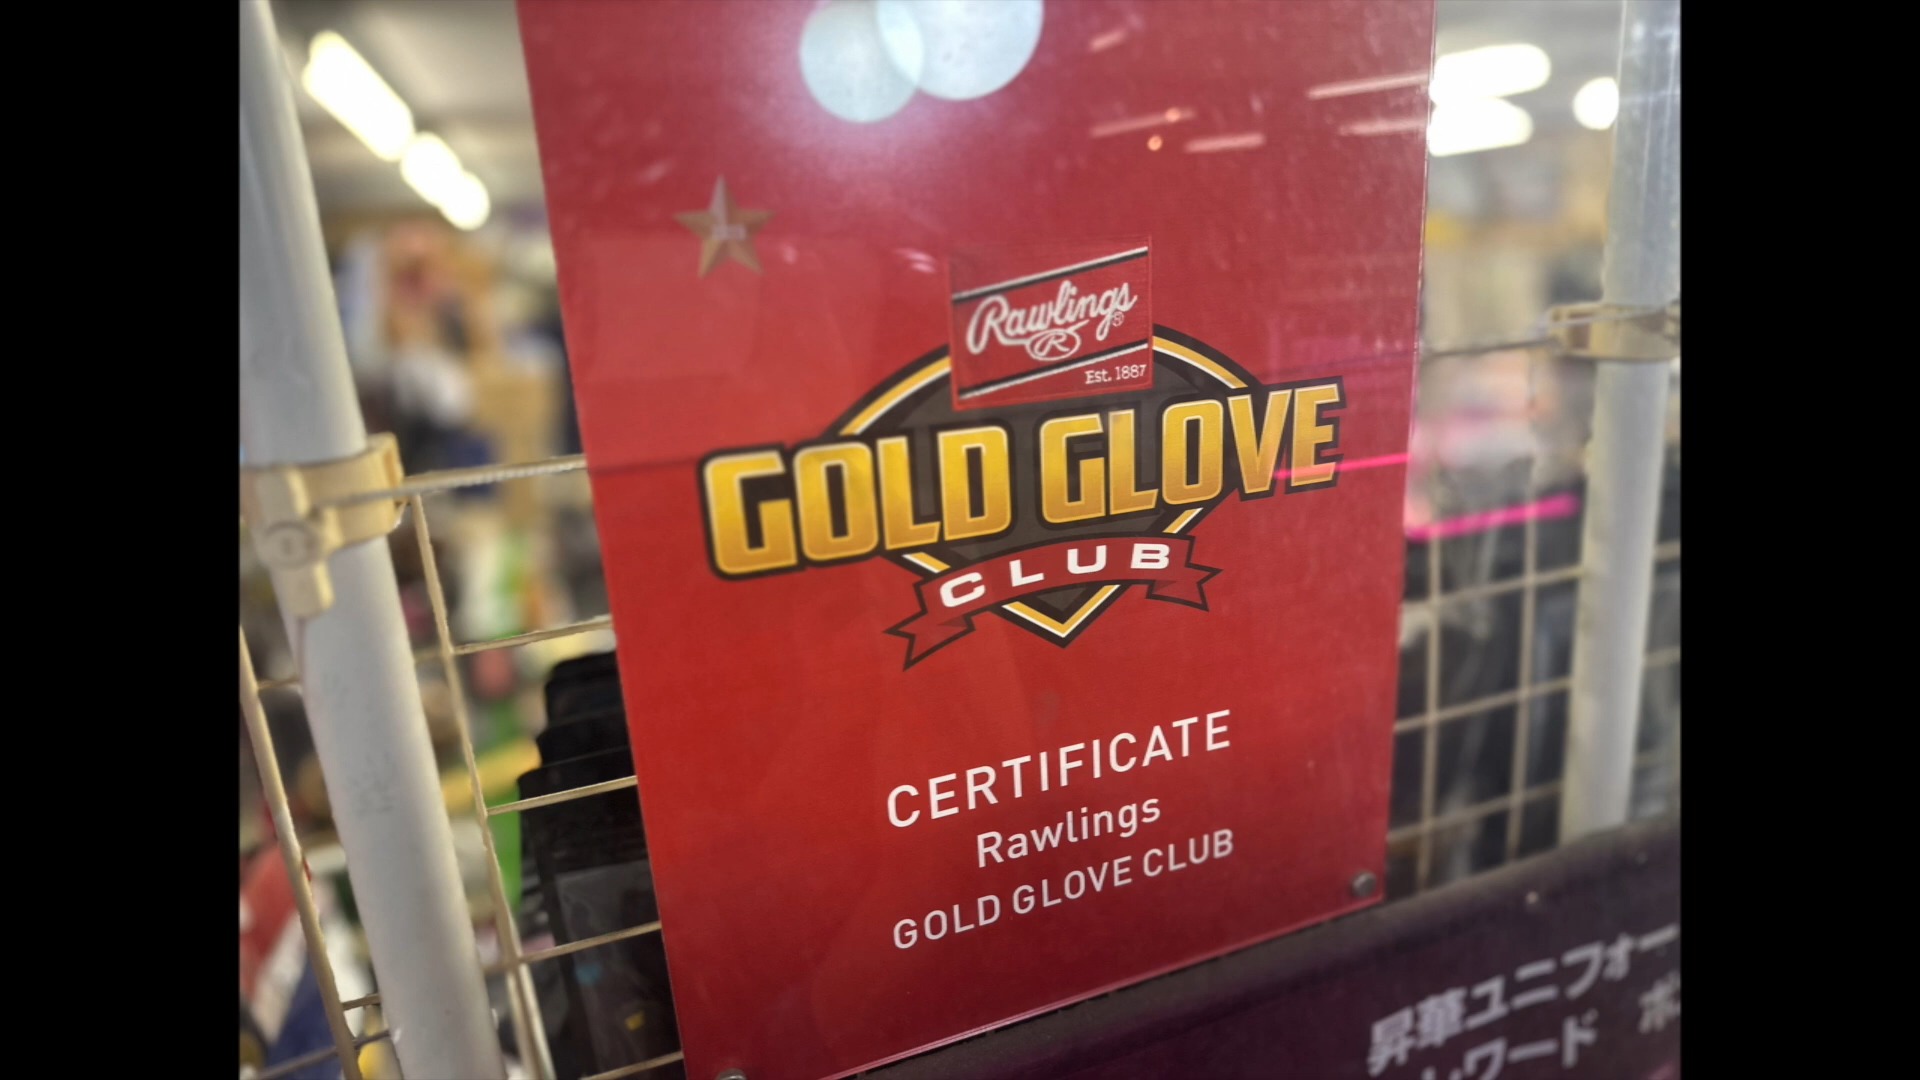 Rawlings®
R
Est. 1887
GOLD GLOVE
CLUB
CERTIFICATE
Rawlings
GOLD GLOVE CLUB
昇華ユニフォー
ワード